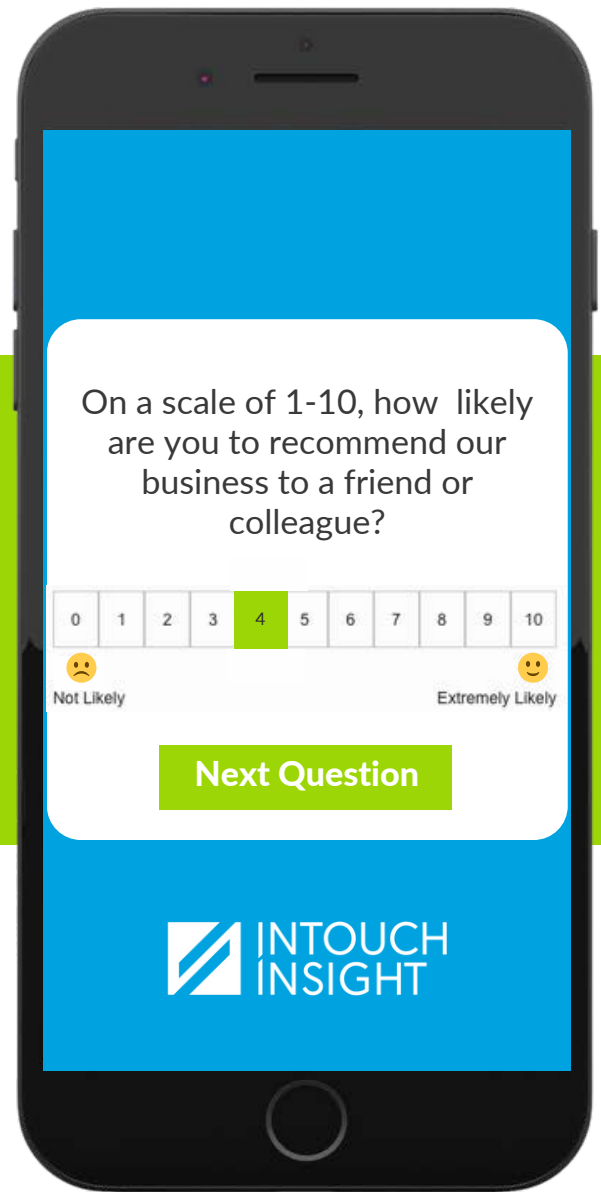 On a scale of 1-10, how  likely
are you to recommend our
business to a friend or
colleague?
0 1 2 3 4 5 6 7 8 9 10
Not Likely Extremely Likely
Next Question
INTOUCH
INSIGHT